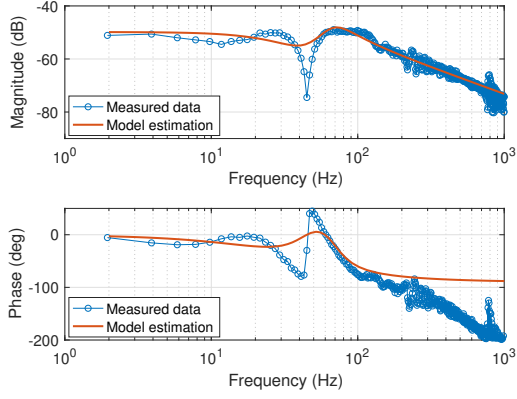 -40
-60
-80
Magnitude (dB)
Measured data
Model estimation
10^0
10^1
10^2
10^3
Frequency (Hz)
0
-100
-200
Phase (deg)
Measured data
Model estimation
10^0
10^1
10^2
10^3
Frequency (Hz)